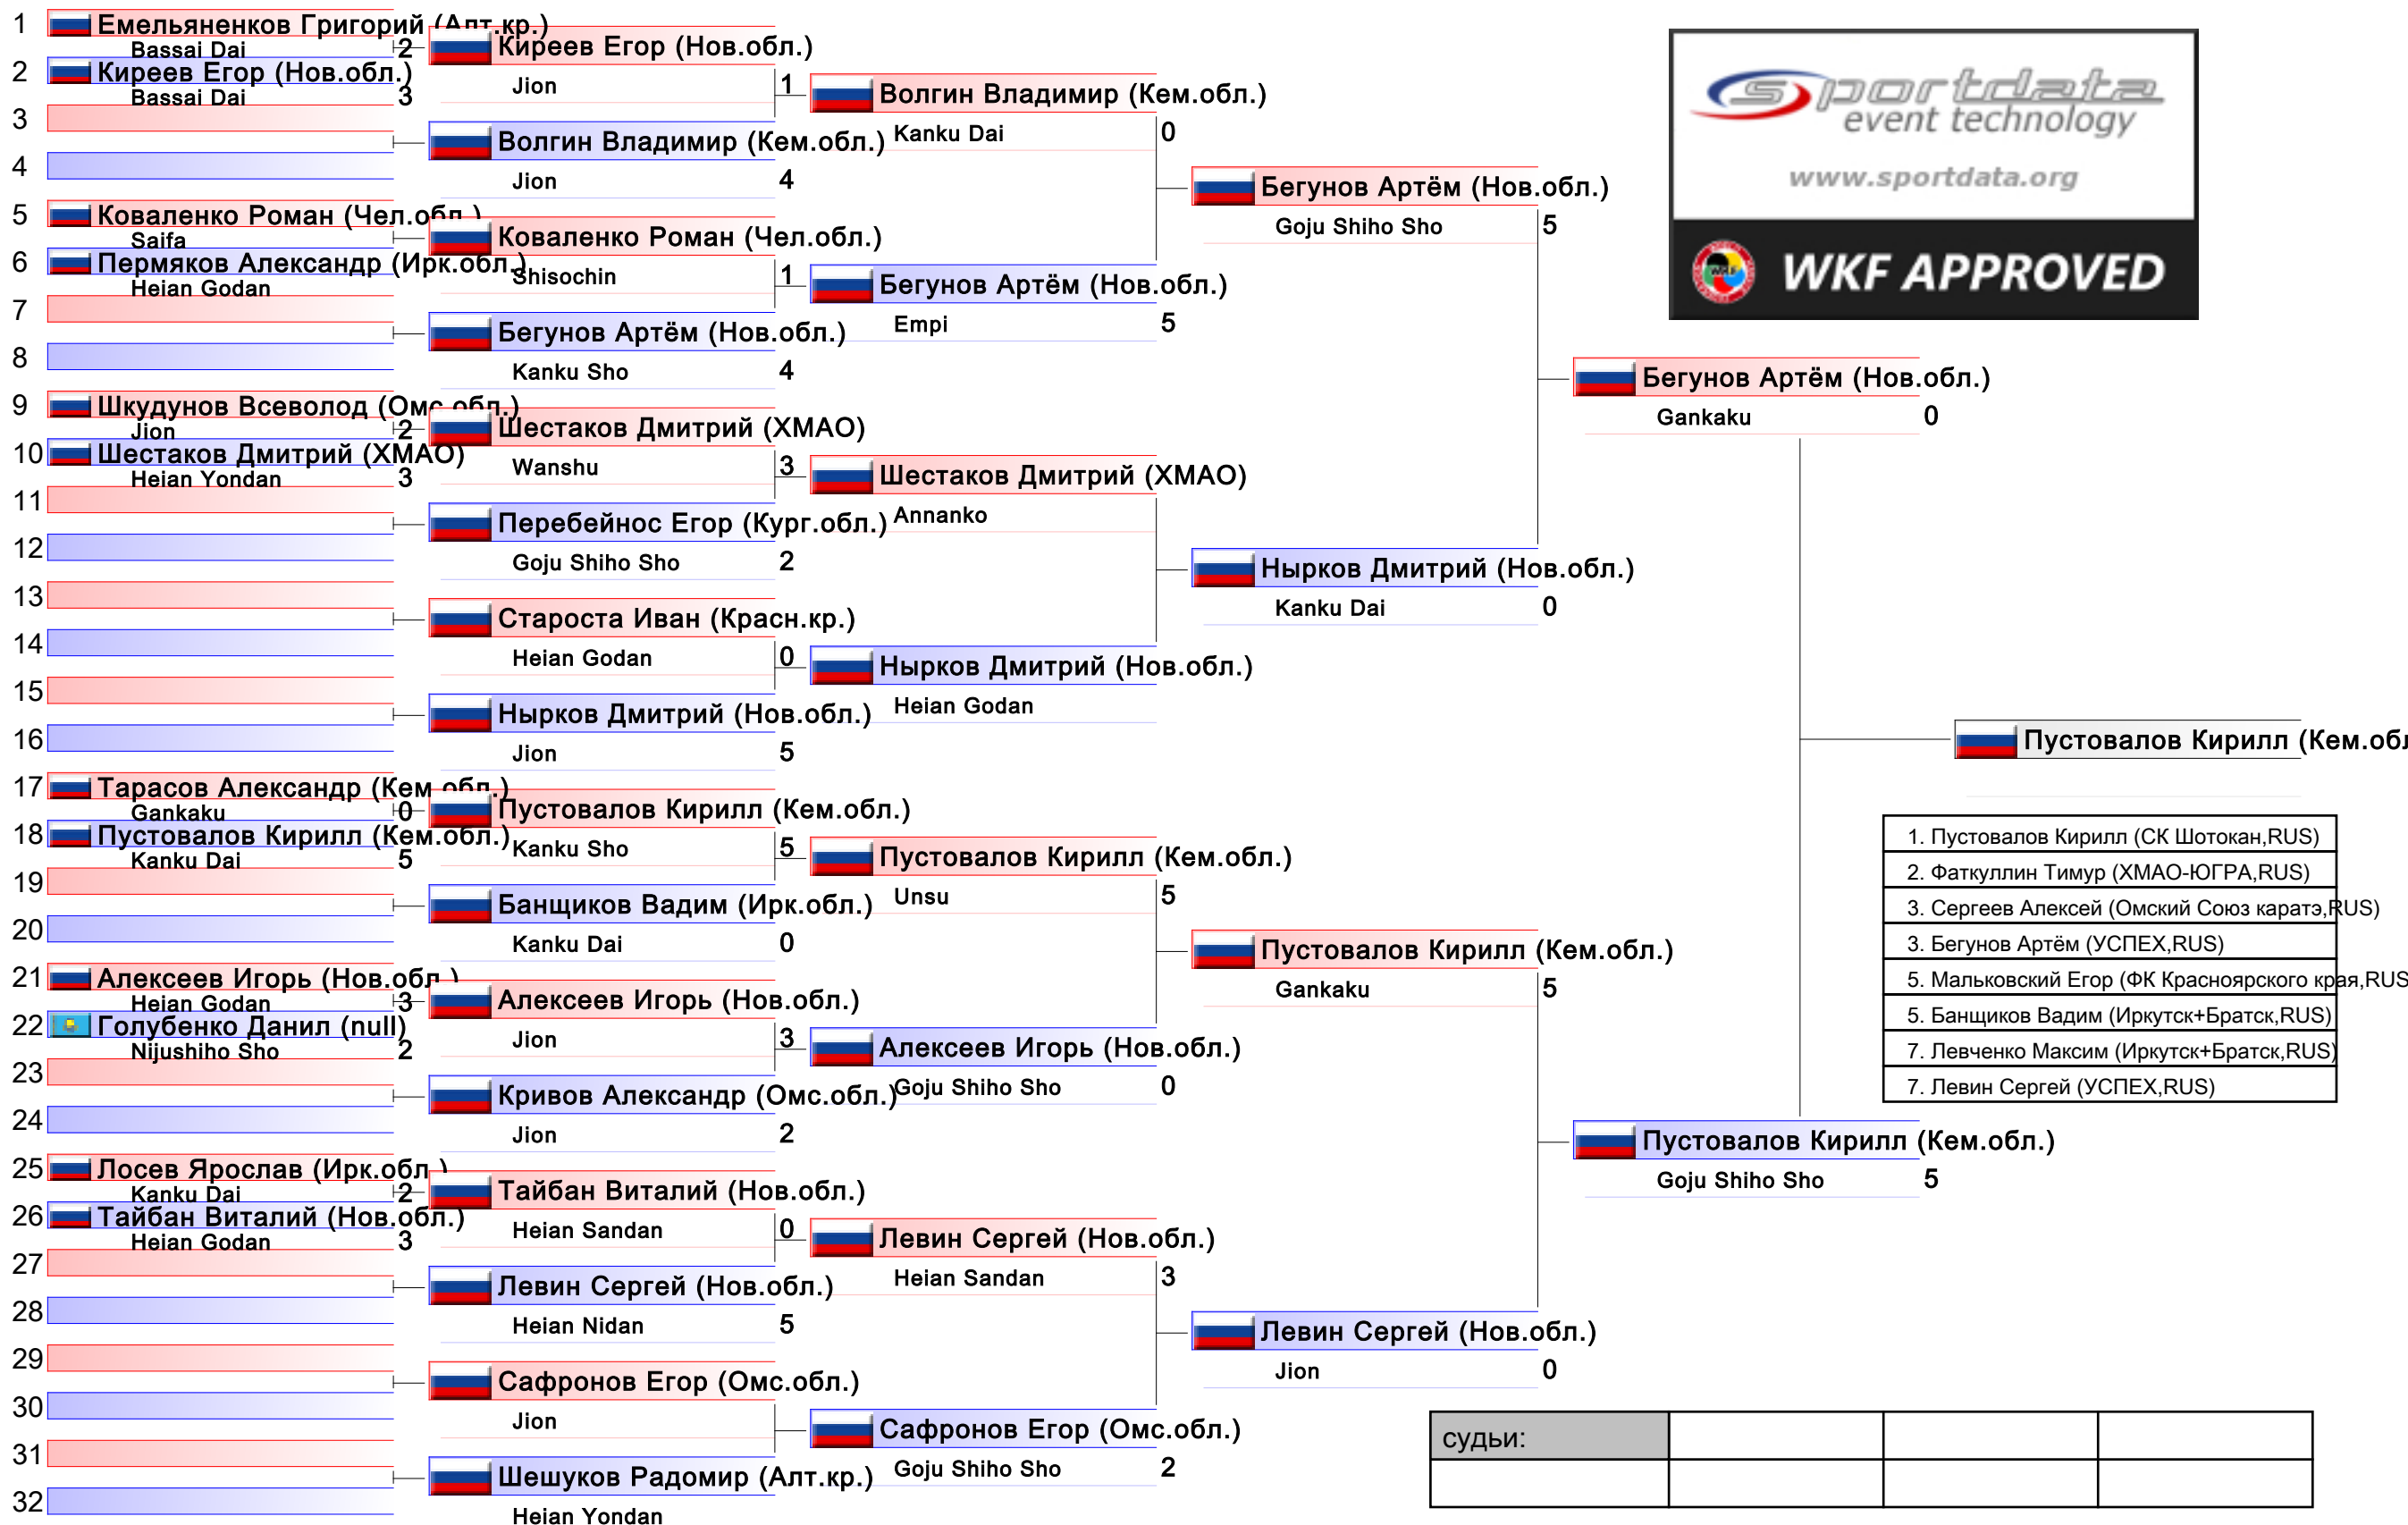 1 Емельяненков Григорий (Алт.кр.)
Bassai Dai 2
2 Киреев Егор (Нов.обл.)
Bassai Dai 3
3
4
5 Коваленко Роман (Чел.обл.)
Saifa
6 Пермяков Александр (Ирк.обл.)
Heian Godan
7
8
9 Шкудунов Всеволод (Омс.обл.)
Jion 2
10 Шестаков Дмитрий (ХМАО)
Heian Yondan 3
11
12
13
14
15
16
17 Тарасов Александр (Кем.обл.)
Gankaku 0
18 Пустовалов Кирилл (Кем.обл.)
Kanku Dai 5
19
20
21 Алексеев Игорь (Нов.обл.)
Heian Godan 3
22 Голубенко Данил (null)
Nijushiho Sho 2
23
24
25 Лосев Ярослав (Ирк.обл.)
Kanku Dai 2
26 Тайбан Виталий (Нов.обл.)
Heian Godan 3
27
28
29
30
31
32
Киреев Егор (Нов.обл.)
Jion 1
Волгин Владимир (Кем.обл.)
Jion 4
Коваленко Роман (Чел.обл.)
Shisochin 1
Бегунов Артём (Нов.обл.)
Kanku Sho 4
Шестаков Дмитрий (ХМАО)
Wanshu 3
Перебейнос Егор (Кург.обл.)
Goju Shiho Sho 2
Староста Иван (Красн.кр.)
Heian Godan 0
Нырков Дмитрий (Нов.обл.)
Jion 5
Пустовалов Кирилл (Кем.обл.)
Kanku Sho 5
Банщиков Вадим (Ирк.обл.)
Kanku Dai 0
Алексеев Игорь (Нов.обл.)
Jion 3
Кривов Александр (Омс.обл.)
Jion 2
Тайбан Виталий (Нов.обл.)
Heian Sandan 0
Левин Сергей (Нов.обл.)
Heian Nidan 5
Сафронов Егор (Омс.обл.)
Jion
Шешуков Радомир (Алт.кр.)
Heian Yondan
Волгин Владимир (Кем.обл.)
Kanku Dai 0
Бегунов Артём (Нов.обл.)
Empi 5
Шестаков Дмитрий (ХМАО)
Annanko
Нырков Дмитрий (Нов.обл.)
Heian Godan
Пустовалов Кирилл (Кем.обл.)
Unsu 5
Алексеев Игорь (Нов.обл.)
Goju Shiho Sho 0
Левин Сергей (Нов.обл.)
Heian Sandan 3
Сафронов Егор (Омс.обл.)
Goju Shiho Sho 2
Бегунов Артём (Нов.обл.)
Goju Shiho Sho 5
Нырков Дмитрий (Нов.обл.)
Kanku Dai 0
Пустовалов Кирилл (Кем.обл.)
Gankaku 5
Левин Сергей (Нов.обл.)
Jion 0
Бегунов Артём (Нов.обл.)
Gankaku 0
Пустовалов Кирилл (Кем.обл.)
Goju Shiho Sho 5
Пустовалов Кирилл (Кем.обл
sportdata
event technology
www.sportdata.org
WKF APPROVED
1. Пустовалов Кирилл (СК Шотокан,RUS)
2. Фаткуллин Тимур (ХМАО-ЮГРА,RUS)
3. Сергеев Алексей (Омский Союз каратэ,RUS)
3. Бегунов Артём (УСПЕХ,RUS)
5. Мальковский Егор (ФК Красноярского края,RUS
5. Банщиков Вадим (Иркутск+Братск,RUS)
7. Левченко Максим (Иркутск+Братск,RUS)
7. Левин Сергей (УСПЕХ,RUS)
судьи: